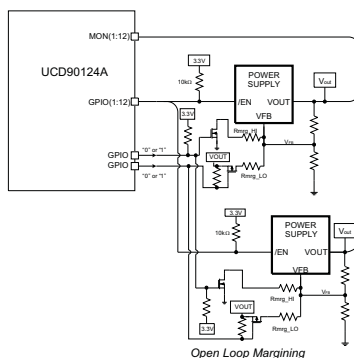 MON(1:12)
UCD90124A
GPIO(1:12)
GPIO
GPIO
"0" or "1"
"0" or "1"
3.3V
10kΩ
POWER
SUPPLY
/EN
VOUT
VFB
Vout
3.3V
Rmrg_HI
VFB
VOUT
Rmrg_LO
3.3V
10kΩ
POWER
SUPPLY
/EN
VOUT
VFB
Vout
Rmrg_HI
VFB
VOUT
3.3V
Rmrg_LO
Open Loop Margining